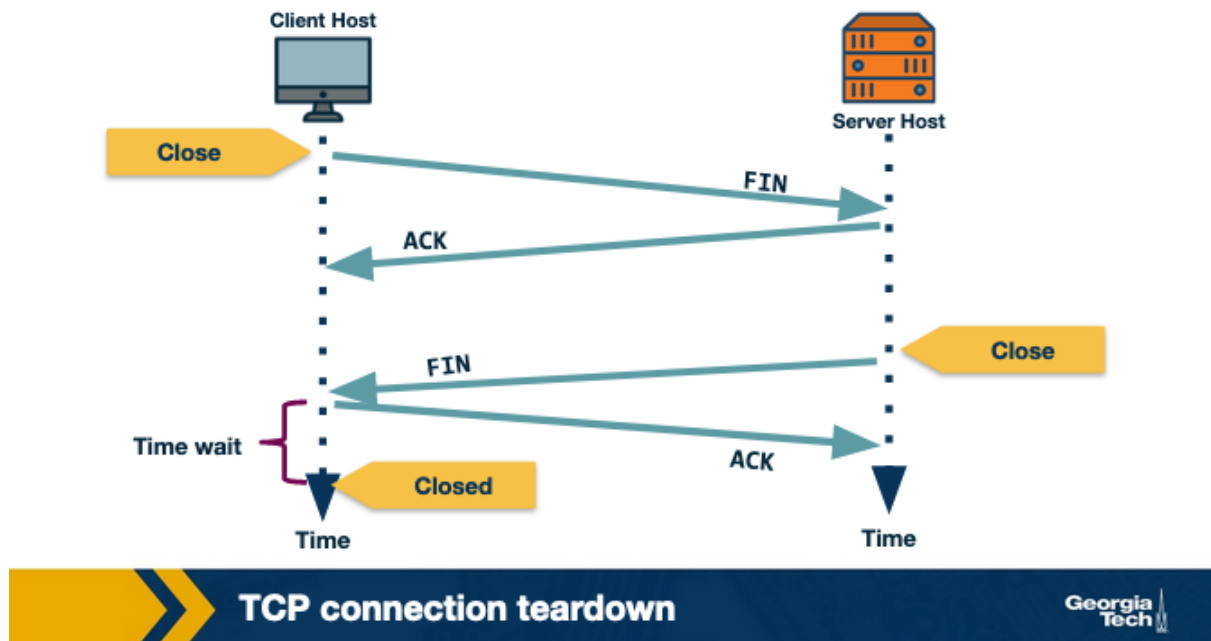 Client Host
Server Host
Close
FIN
ACK
Close
FIN
Time wait
ACK
Closed
Time
Time
TCP connection teardown
Georgia
Tech